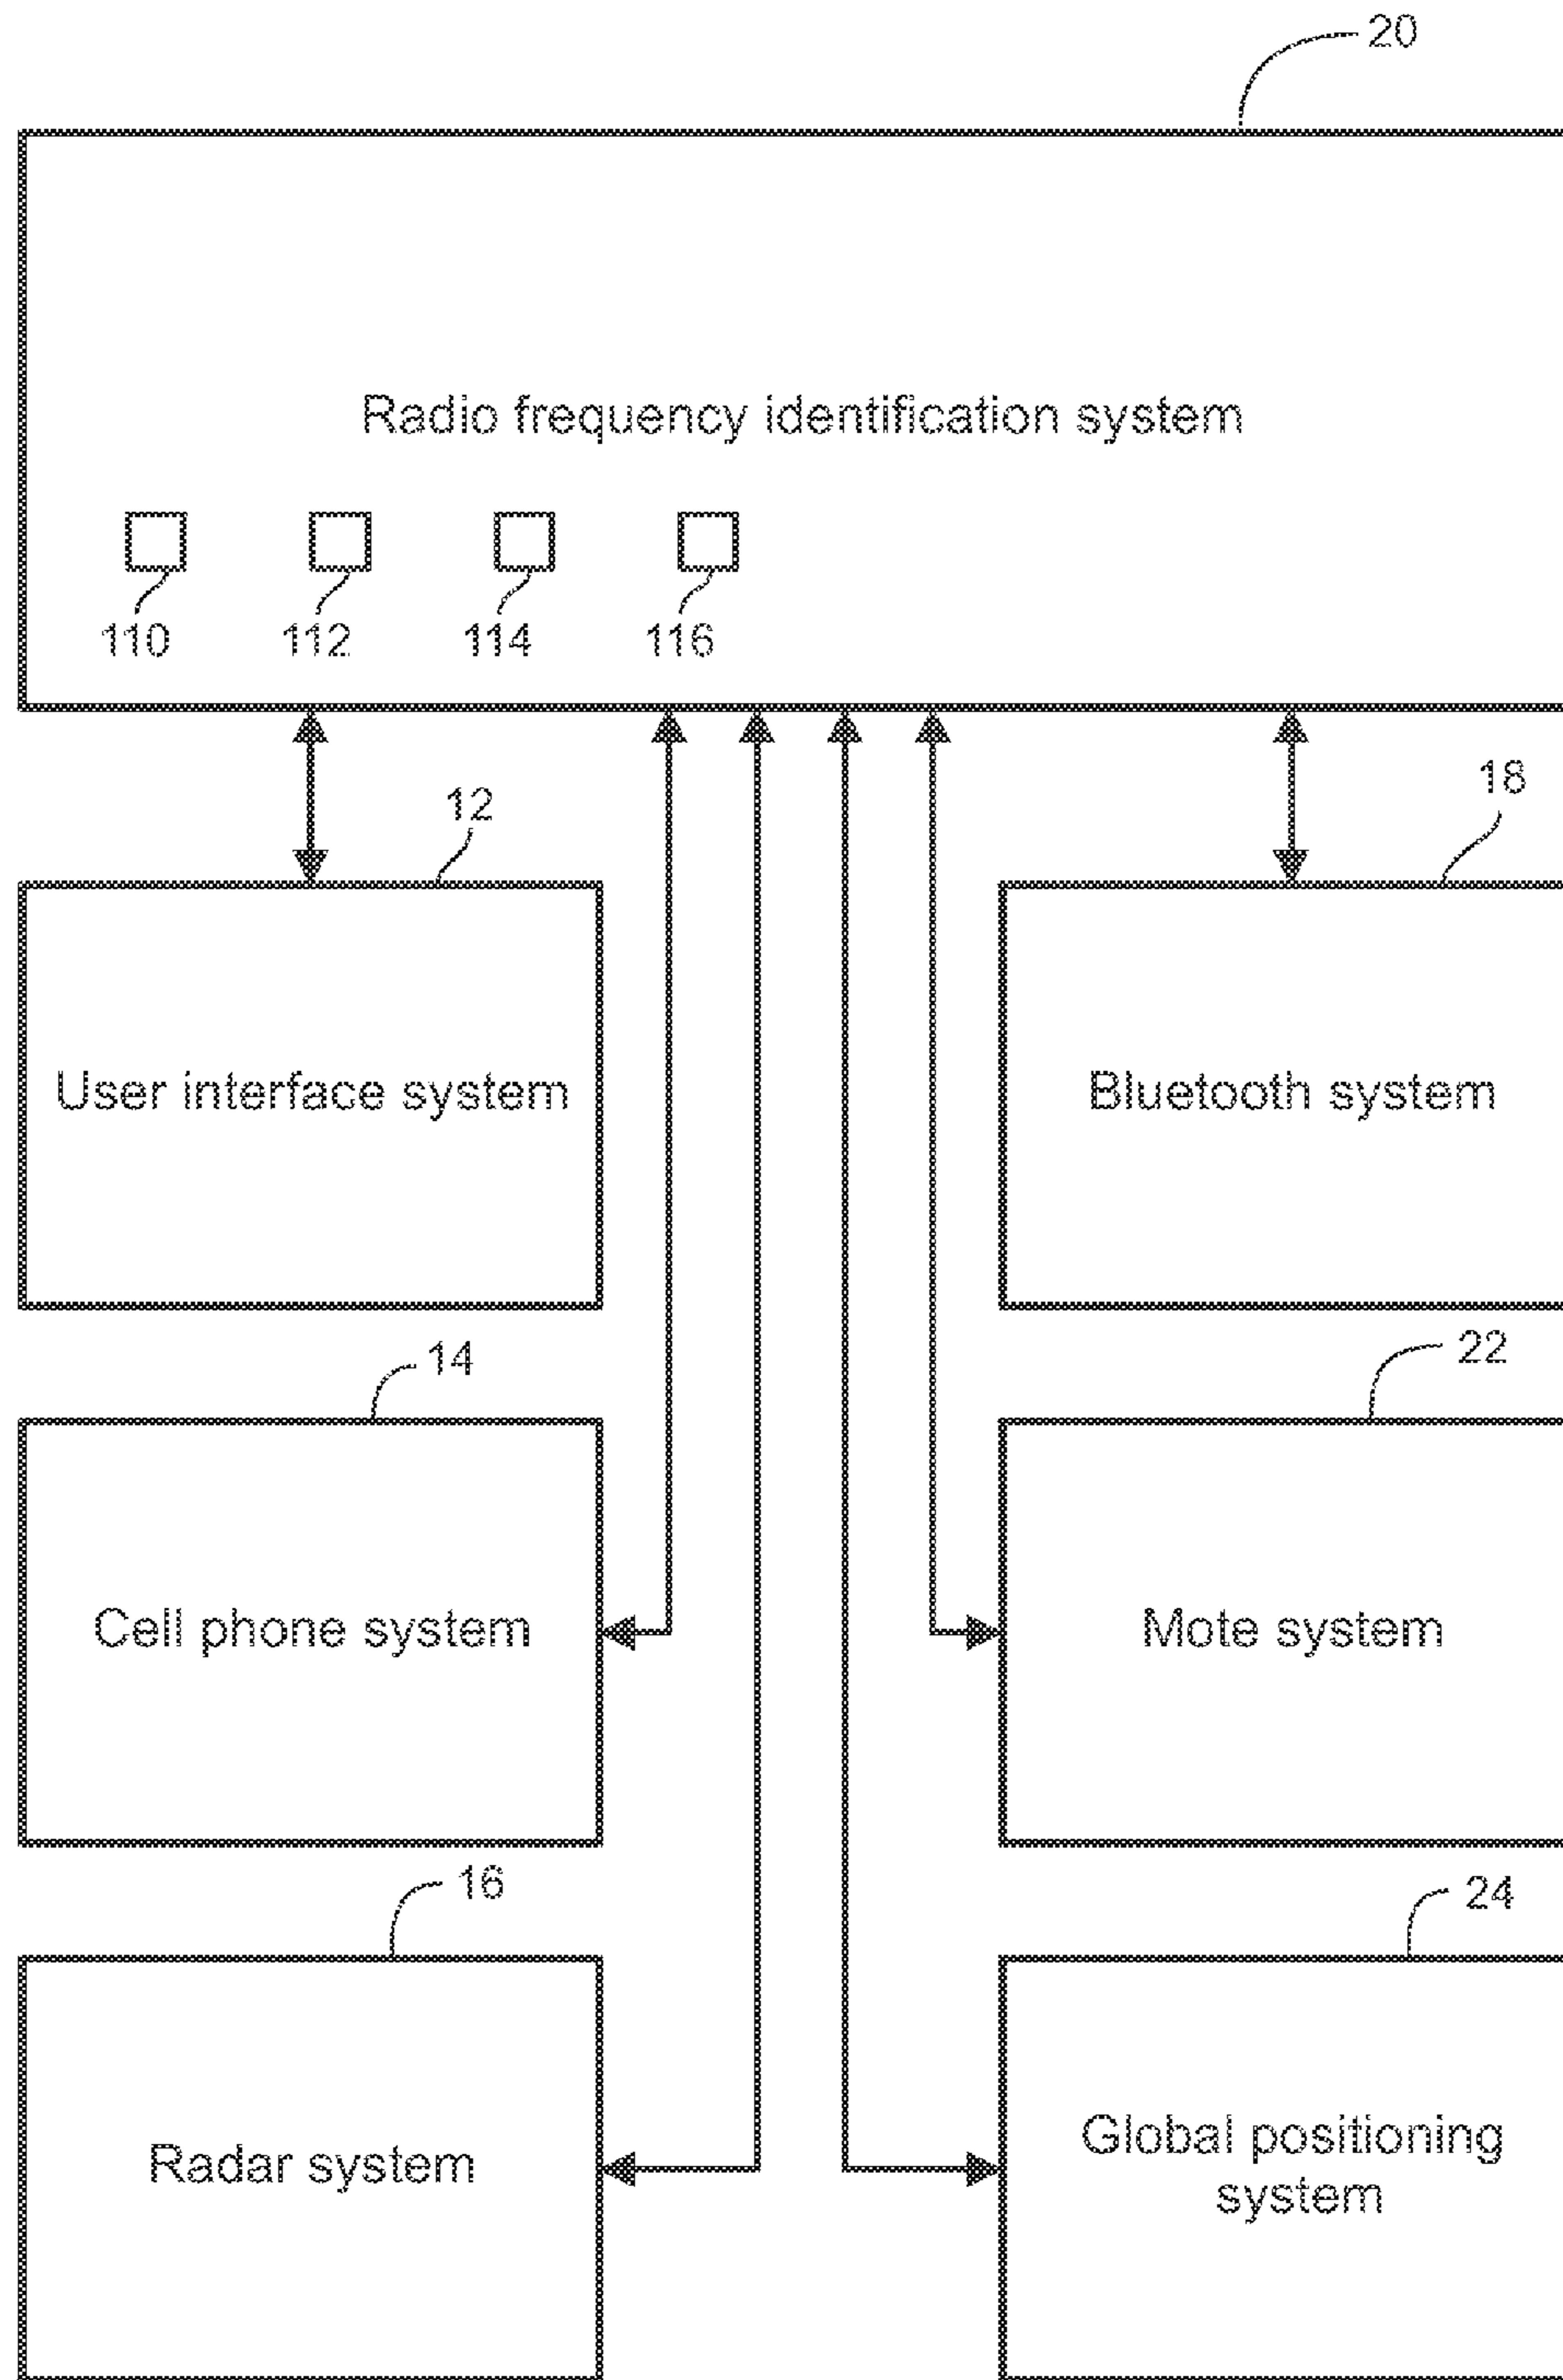 20
Radio frequency identification system
110 112 114 116
12
18
User interface system
Bluetooth system
14
22
Cell phone system
Mote system
16
24
Radar system
Global positioning
system